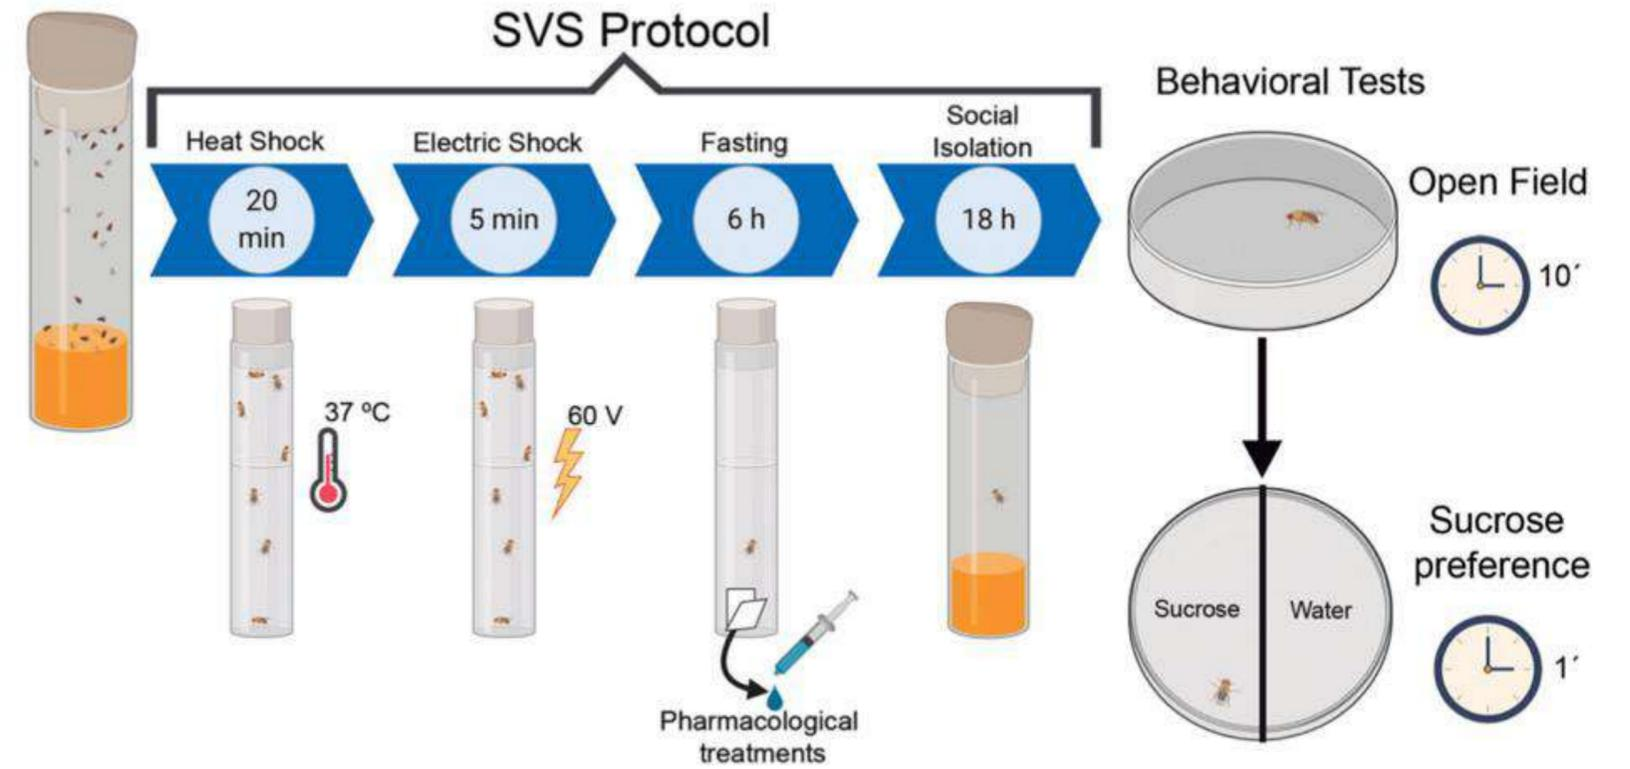 SVS Protocol
Heat Shock
Electric Shock
Fasting
Social
Isolation
20
min
5 min
6 h
18 h
37 ºC
60 V
Pharmacological
treatments
Behavioral Tests
Open Field
10´
Sucrose
preference
Sucrose
Water
1´